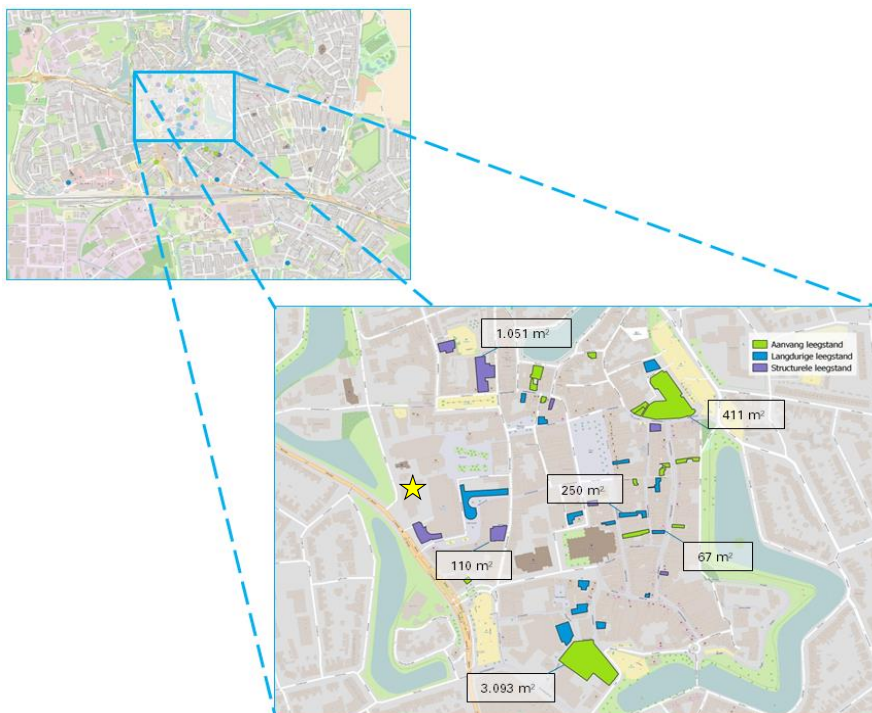 1.051 m²
Aanvang leegstand
Langdurige leegstand
Structurele leegstand
411 m²
250 m²
110 m²
67 m²
3.093 m²